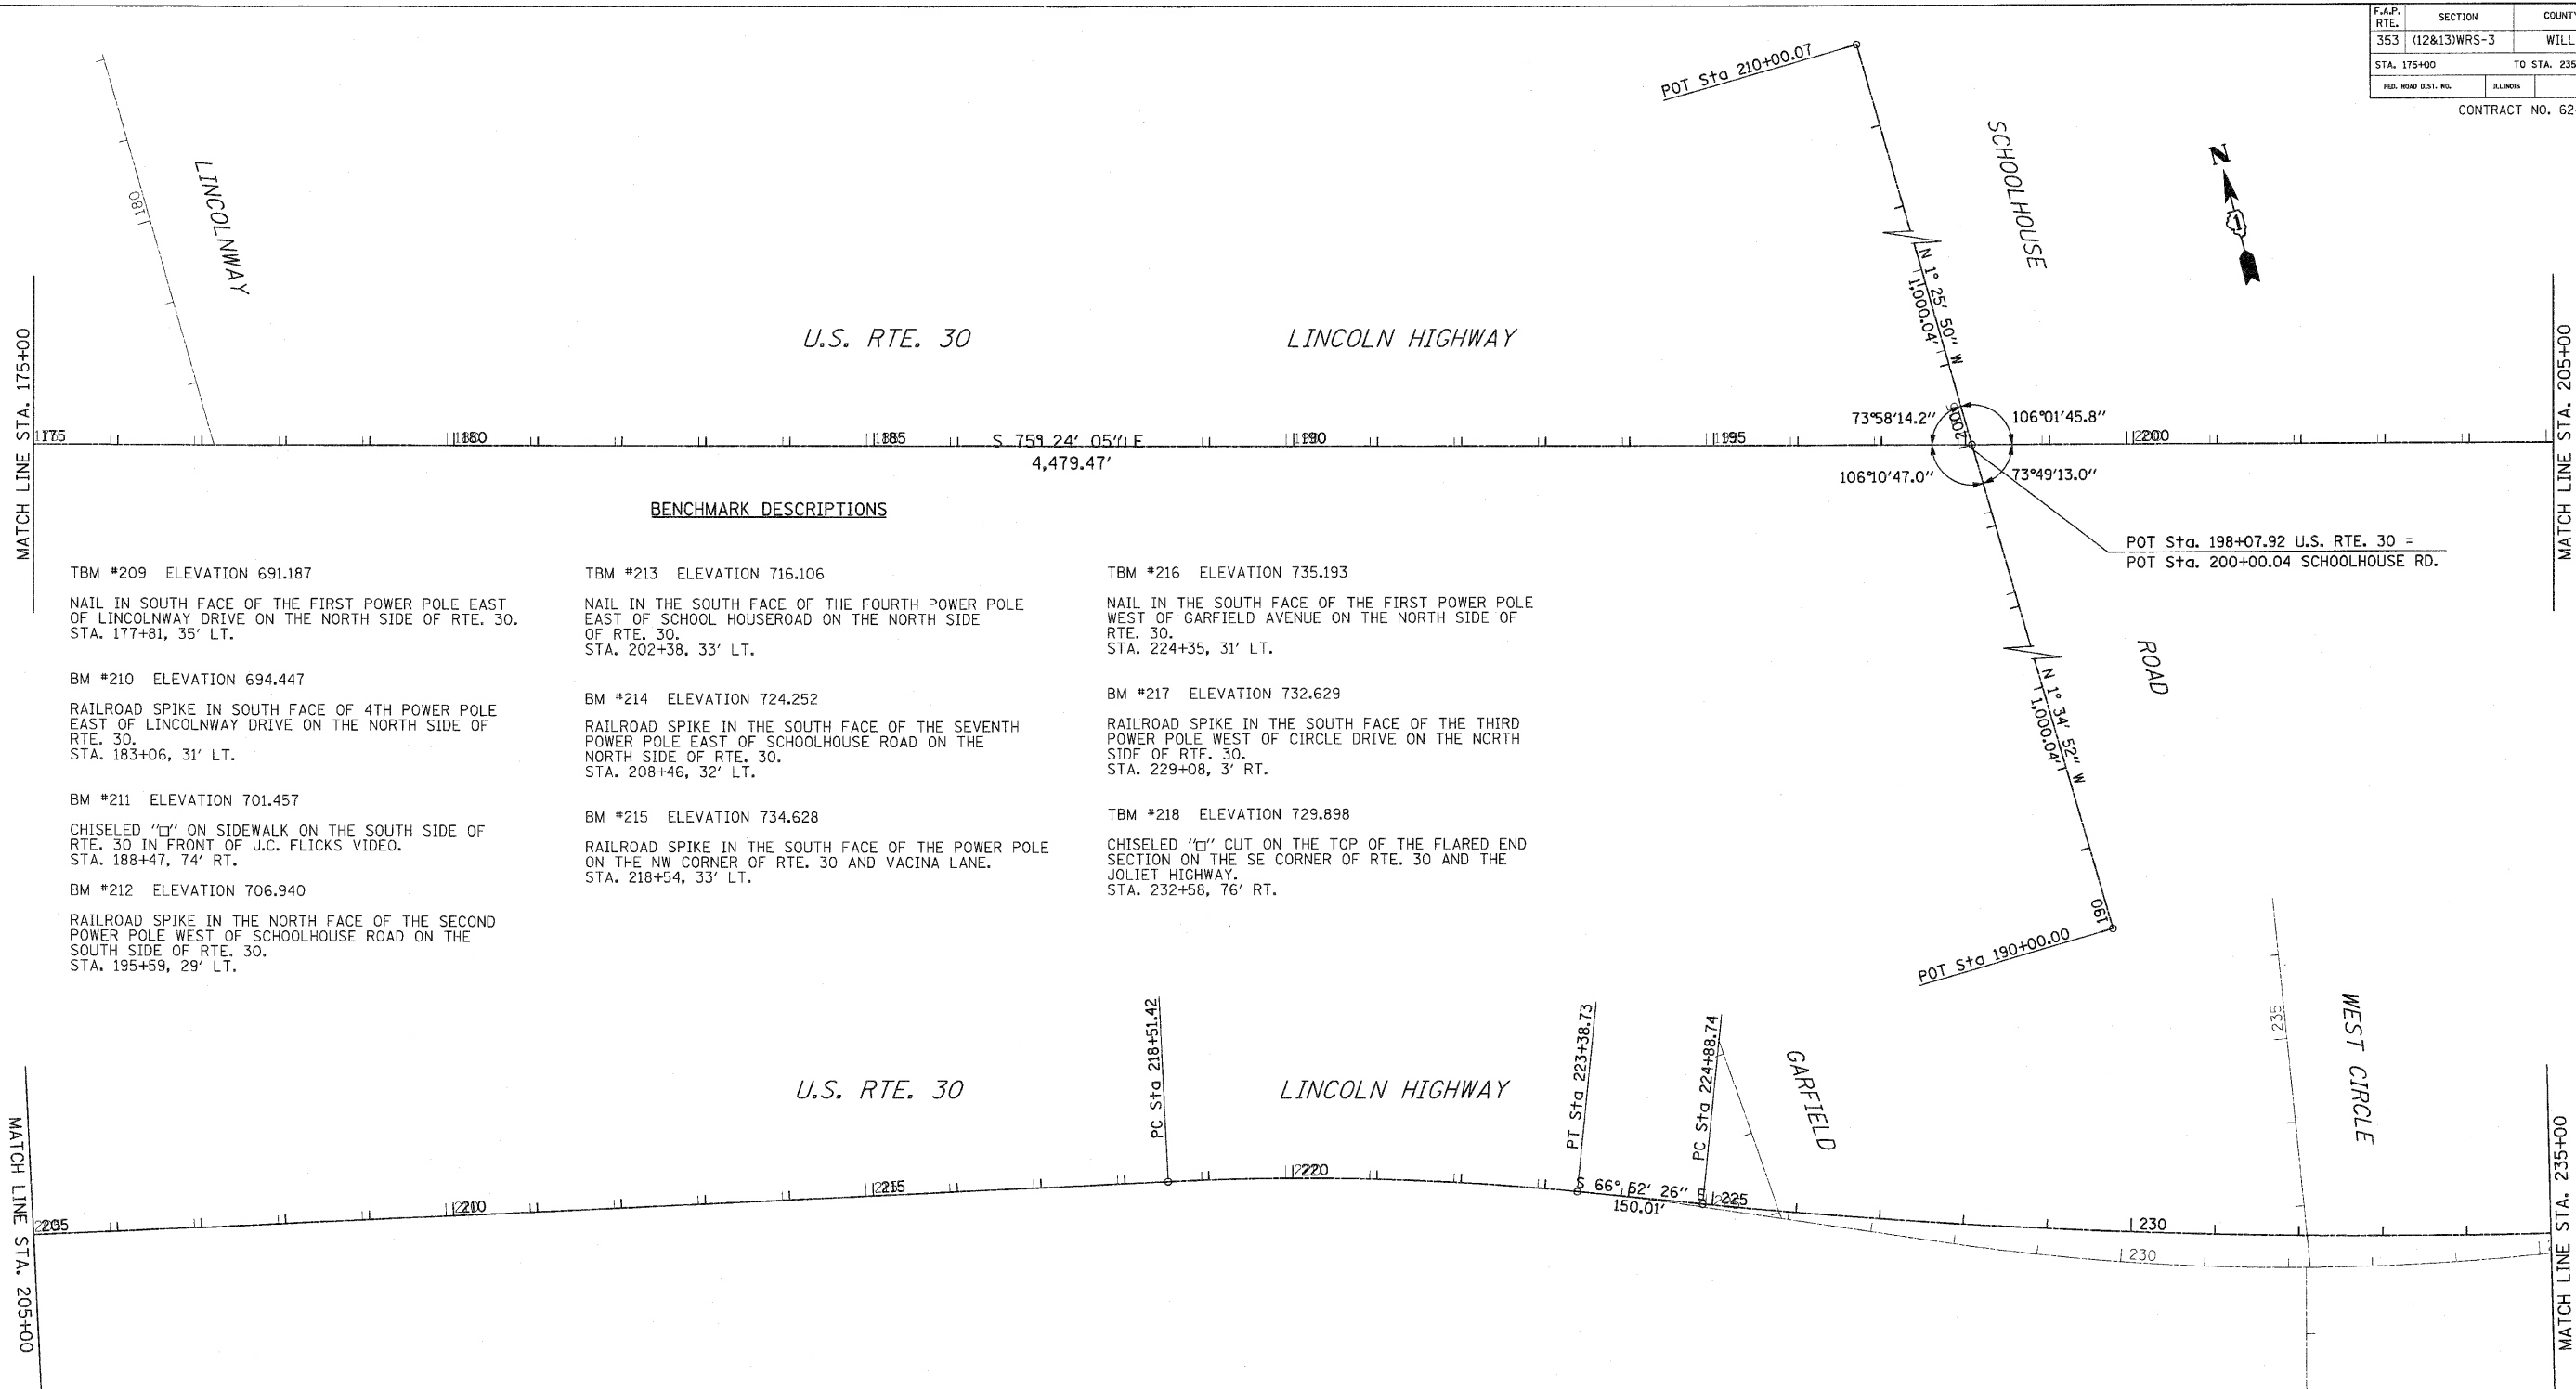 F.A.P. RTE. SECTION COUNTY
353 (12&13)WRS-3 WILL
STA. 175+00 TO STA. 235
FED. ROAD DIST. NO. ILLINOIS
CONTRACT NO. 62
POT Sta 210+00.07
SCHOOLHOUSE
N
LINCOLNWAY
180
N 1° 25' 50" W
1,000.04'
U.S. RTE. 30 LINCOLN HIGHWAY
MATCH LINE STA. 175+00
MATCH LINE STA. 205+00
73°58'14.2" 200 106°01'45.8"
175 180 185 S 75° 24' 05" E 190 195 200
4,479.47'
106°10'47.0" 73°49'13.0"
BENCHMARK DESCRIPTIONS
POT Sta. 198+07.92 U.S. RTE. 30 =
POT Sta. 200+00.04 SCHOOLHOUSE RD.
TBM #209 ELEVATION 691.187
NAIL IN SOUTH FACE OF THE FIRST POWER POLE EAST
OF LINCOLNWAY DRIVE ON THE NORTH SIDE OF RTE. 30.
STA. 177+81, 35' LT.
BM #210 ELEVATION 694.447
RAILROAD SPIKE IN SOUTH FACE OF 4TH POWER POLE
EAST OF LINCOLNWAY DRIVE ON THE NORTH SIDE OF
RTE. 30.
STA. 183+06, 31' LT.
BM #211 ELEVATION 701.457
CHISELED "□" ON SIDEWALK ON THE SOUTH SIDE OF
RTE. 30 IN FRONT OF J.C. FLICKS VIDEO.
STA. 188+47, 74' RT.
BM #212 ELEVATION 706.940
RAILROAD SPIKE IN THE NORTH FACE OF THE SECOND
POWER POLE WEST OF SCHOOLHOUSE ROAD ON THE
SOUTH SIDE OF RTE. 30.
STA. 195+59, 29' LT.
TBM #213 ELEVATION 716.106
NAIL IN THE SOUTH FACE OF THE FOURTH POWER POLE
EAST OF SCHOOL HOUSEROAD ON THE NORTH SIDE
OF RTE. 30.
STA. 202+38, 33' LT.
BM #214 ELEVATION 724.252
RAILROAD SPIKE IN THE SOUTH FACE OF THE SEVENTH
POWER POLE EAST OF SCHOOLHOUSE ROAD ON THE
NORTH SIDE OF RTE. 30.
STA. 208+46, 32' LT.
BM #215 ELEVATION 734.628
RAILROAD SPIKE IN THE SOUTH FACE OF THE POWER POLE
ON THE NW CORNER OF RTE. 30 AND VACINA LANE.
STA. 218+54, 33' LT.
TBM #216 ELEVATION 735.193
NAIL IN THE SOUTH FACE OF THE FIRST POWER POLE
WEST OF GARFIELD AVENUE ON THE NORTH SIDE OF
RTE. 30.
STA. 224+35, 31' LT.
BM #217 ELEVATION 732.629
RAILROAD SPIKE IN THE SOUTH FACE OF THE THIRD
POWER POLE WEST OF CIRCLE DRIVE ON THE NORTH
SIDE OF RTE. 30.
STA. 229+08, 3' RT.
TBM #218 ELEVATION 729.898
CHISELED "□" CUT ON THE TOP OF THE FLARED END
SECTION ON THE SE CORNER OF RTE. 30 AND THE
JOLIET HIGHWAY.
STA. 232+58, 76' RT.
ROAD
N 1° 34' 52" W
1,000.04'
190
POT Sta 190+00.00
PC Sta 218+51.42
PT Sta 223+38.73
PC Sta 224+88.74
GARFIELD
235
WEST CIRCLE
U.S. RTE. 30 LINCOLN HIGHWAY
MATCH LINE STA. 205+00
MATCH LINE STA. 235+00
205 210 215 220 S 66° 52' 26" E 225 230
150.01'
230